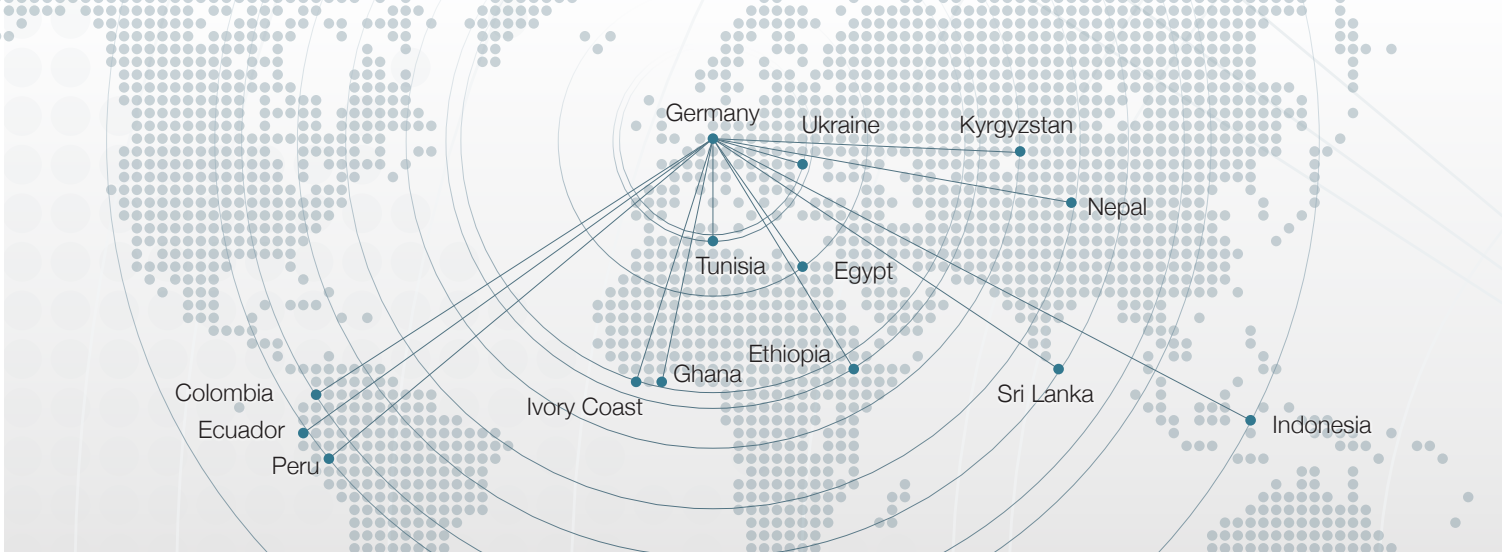 Germany
Ukraine
Kyrgyzstan
Nepal
Tunisia
Egypt
Ethiopia
Ghana
Ivory Coast
Sri Lanka
Colombia
Ecuador
Peru
Indonesia